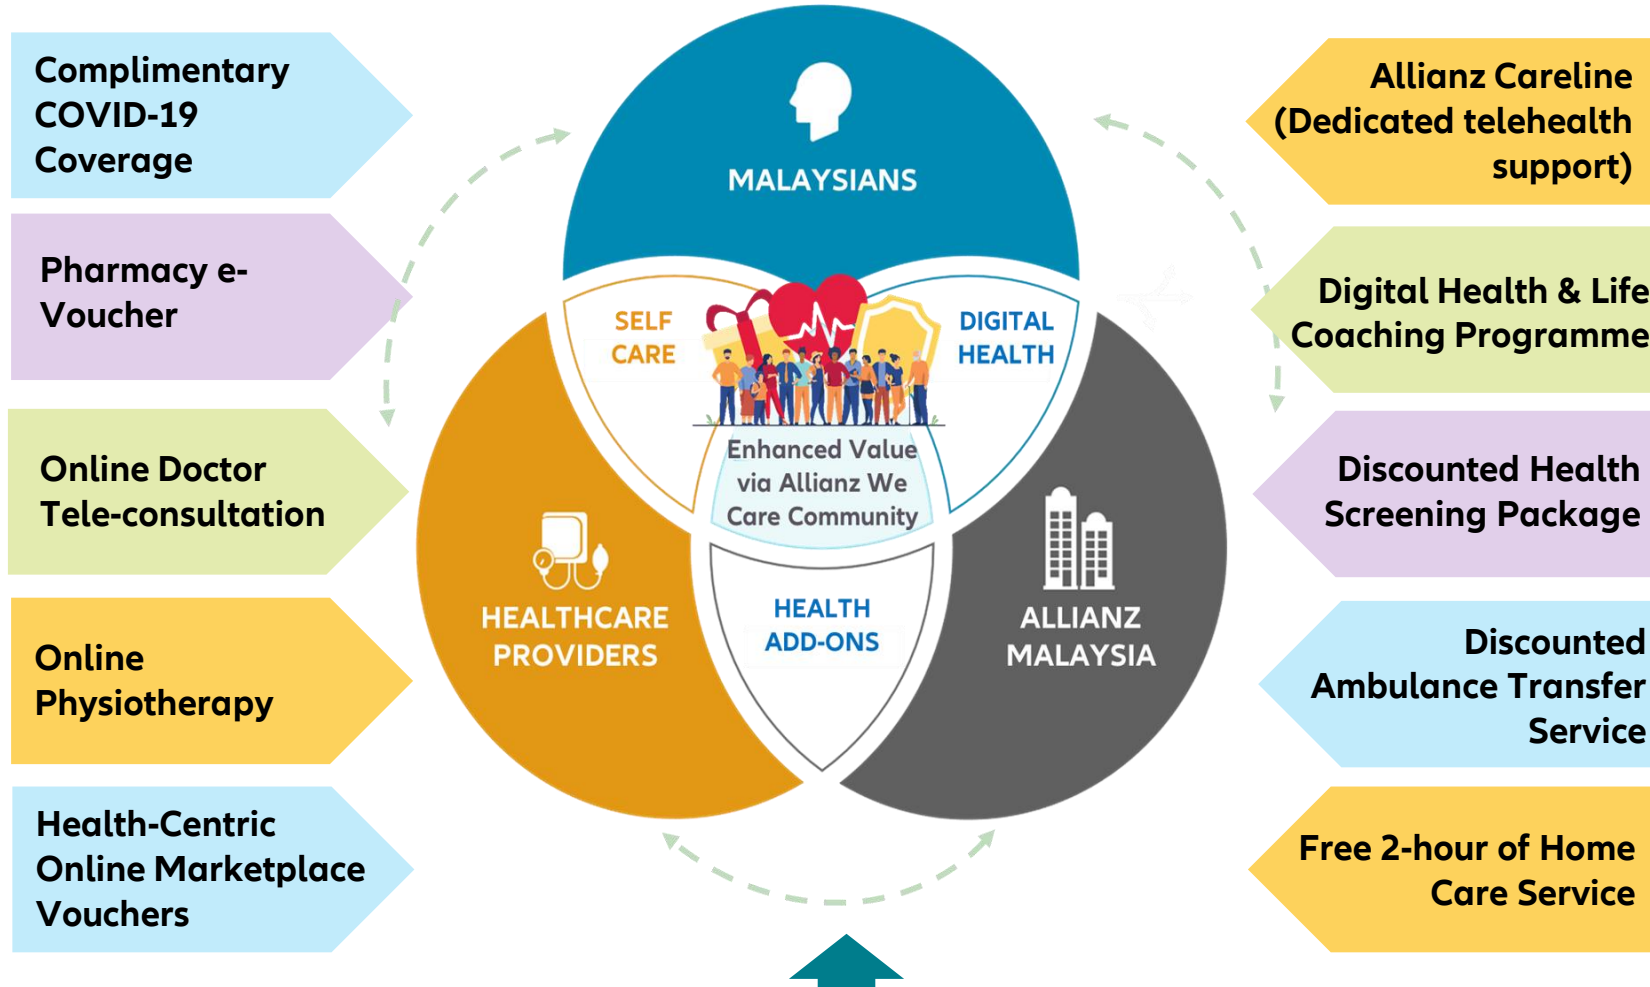 Complimentary
COVID-19
Coverage
Pharmacy e-
Voucher
Online Doctor
Tele-consultation
Online
Physiotherapy
Health-Centric
Online Marketplace
Vouchers
MALAYSIANS
SELF
CARE
DIGITAL
HEALTH
Enhanced Value
via Allianz We
Care Community
HEALTHCARE
PROVIDERS
HEALTH
ADD-ONS
ALLIANZ
MALAYSIA
Allianz Careline
(Dedicated telehealth
support)
Digital Health & Life
Coaching Programme
Discounted Health
Screening Package
Discounted
Ambulance Transfer
Service
Free 2-hour of Home
Care Service